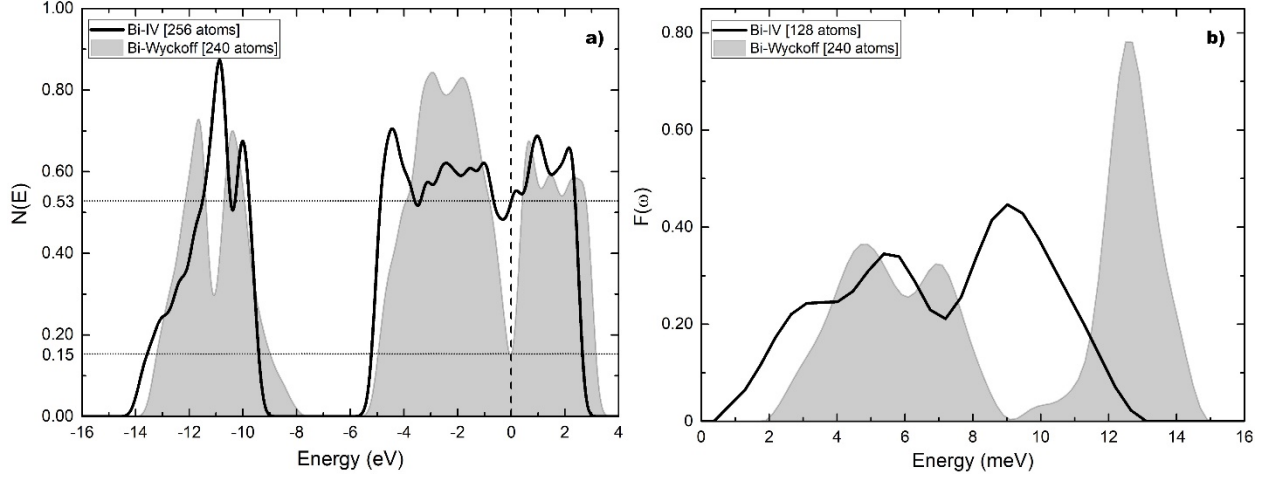 Bi-IV [256 atoms]
Bi-Wyckoff [240 atoms]
a)
1.00
0.80
0.60
0.53
0.40
0.20
0.15
0.00
N(E)
-16 -14 -12 -10 -8 -6 -4 -2 0 2 4
Energy (eV)
Bi-IV [128 atoms]
Bi-Wyckoff [240 atoms]
b)
0.80
0.60
0.40
0.20
0
F(ω)
0 2 4 6 8 10 12 14 16
Energy (meV)